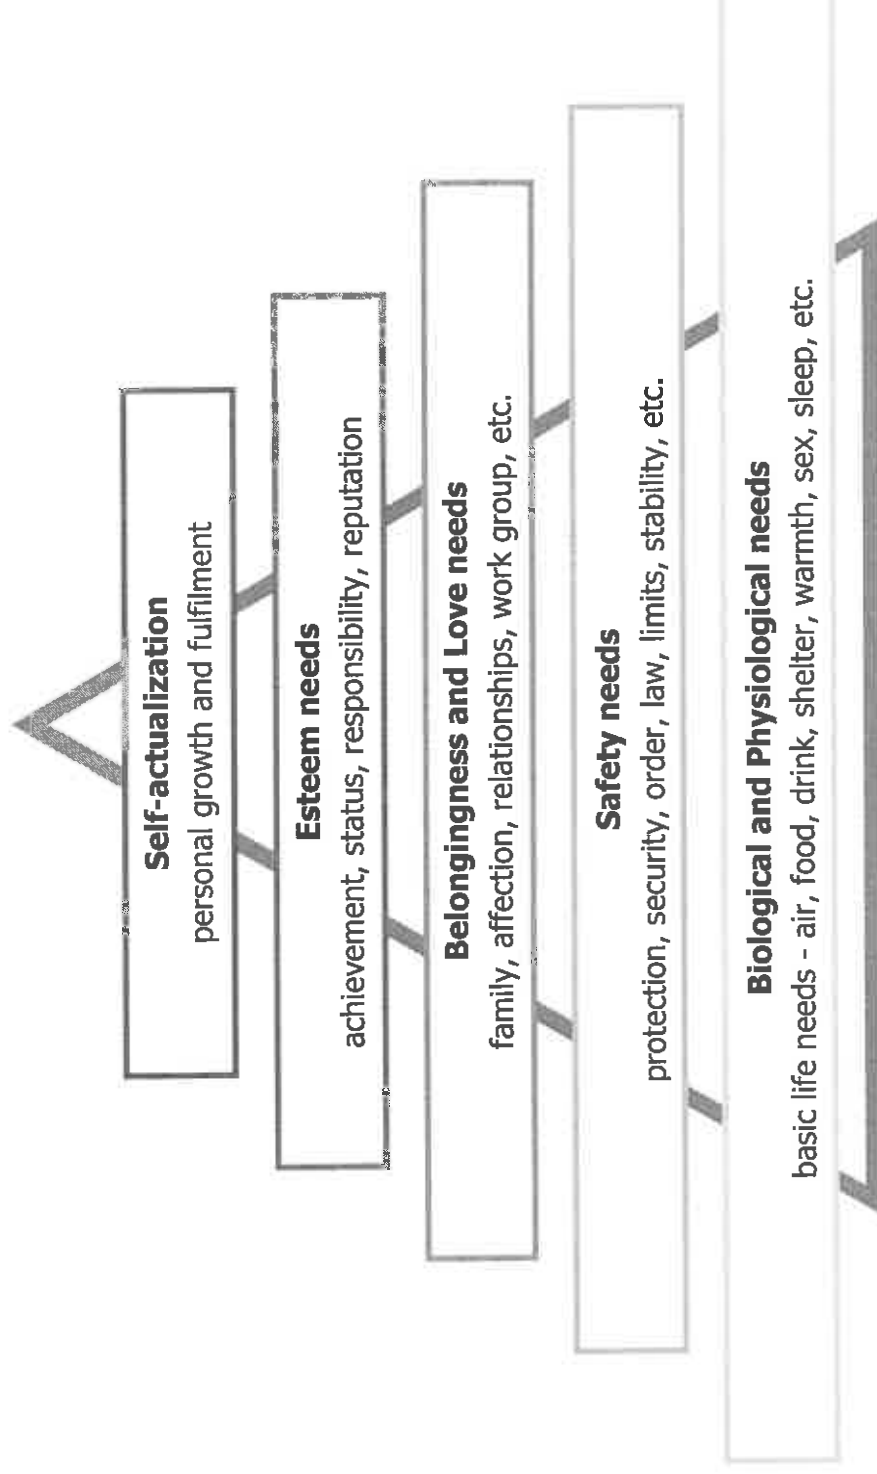 Self-actualization
personal growth and fulfilment
Esteem needs
achievement, status, responsibility, reputation
Belongingness and Love needs
family, affection, relationships, work group, etc.
Safety needs
protection, security, order, law, limits, stability, etc.
Biological and Physiological needs
basic life needs - air, food, drink, shelter, warmth, sex, sleep, etc.